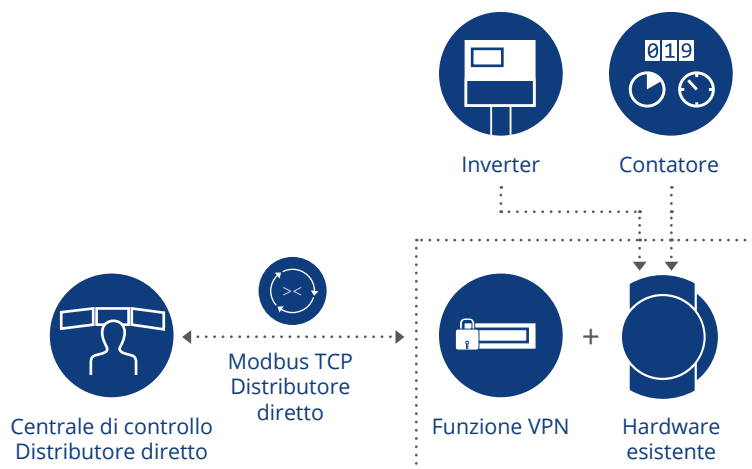 019
Inverter
Contatore
><
Modbus TCP
Distributore
diretto
Centrale di controllo
Distributore diretto
Funzione VPN
+
Hardware
esistente